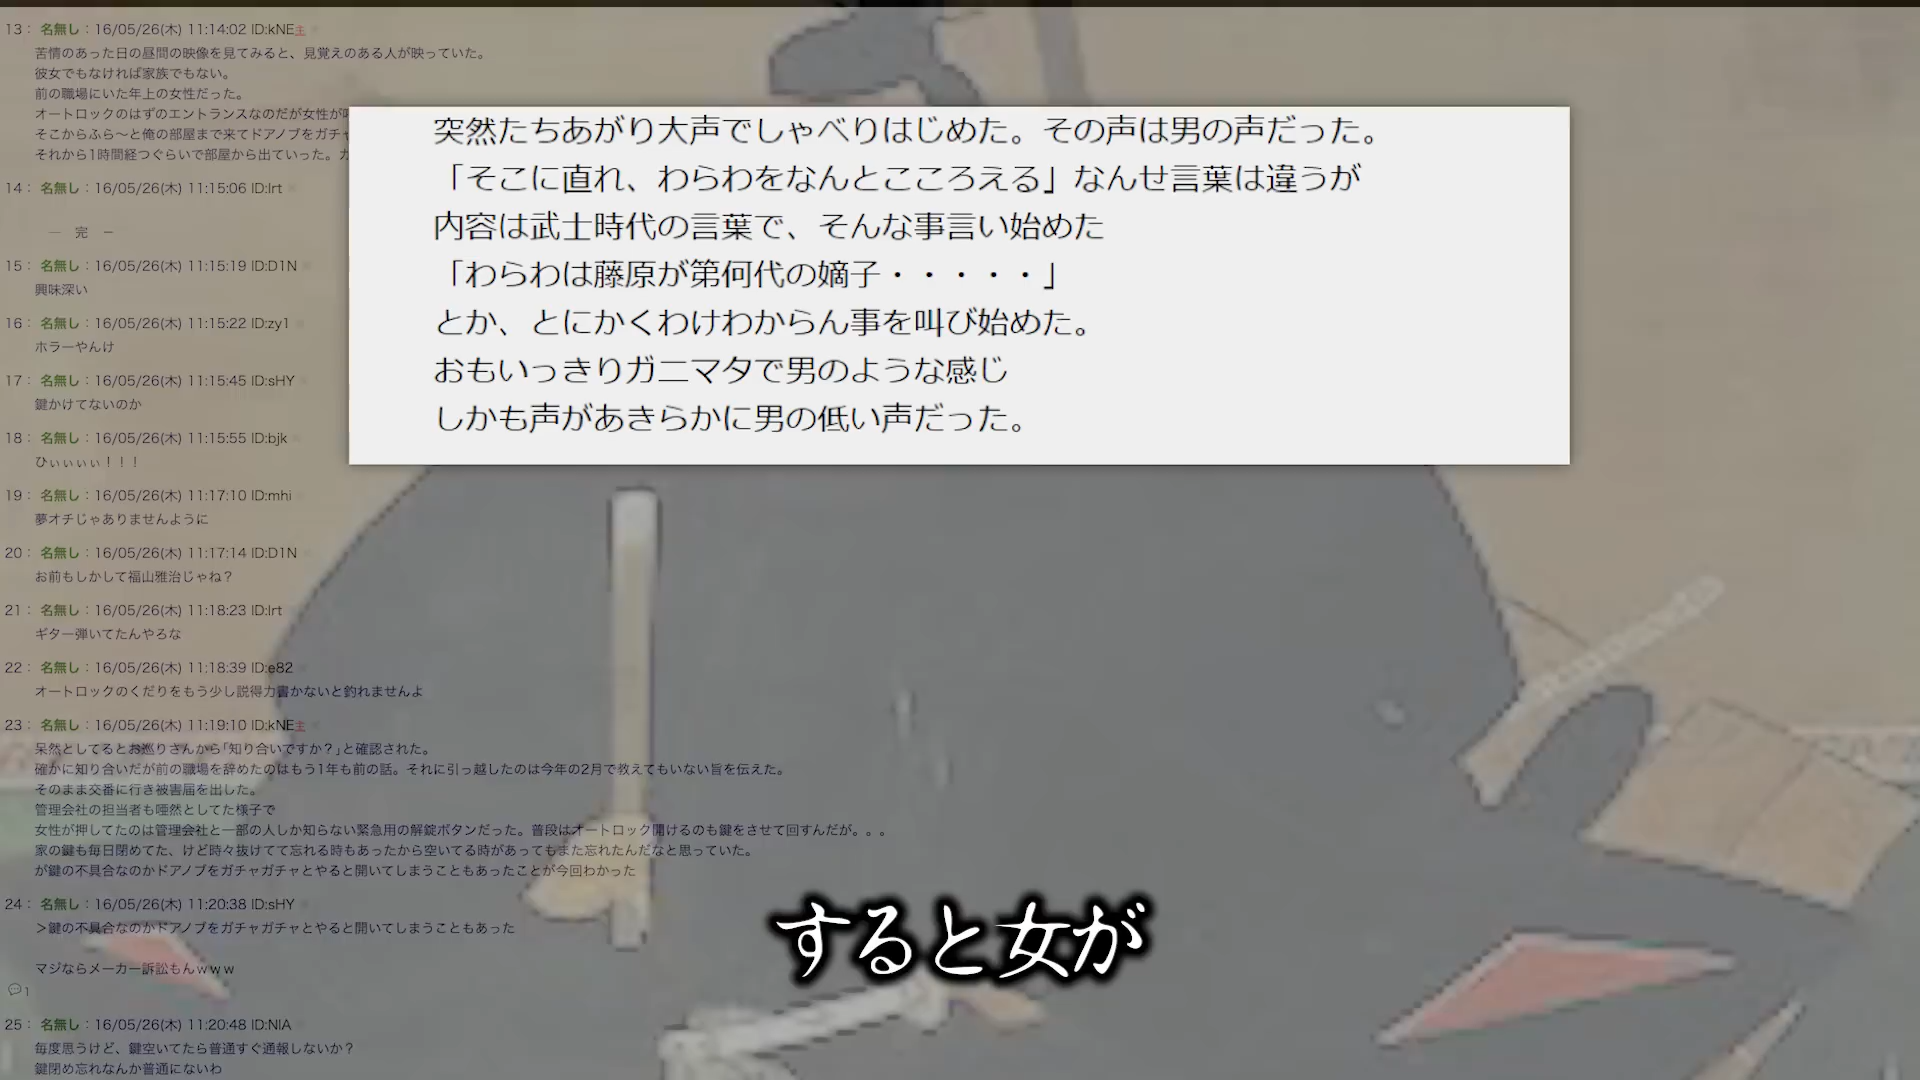 13： 名無し：16/05/26(木) 11:14:02 ID:kNE主
苦情のあった日の昼間の映像を見てみると、見覚えのある人が映っていた。
彼女でもなければ家族でもない。
前の職場にいた年上の女性だった。
オートロックのはずのエントランスなのだが女性が
そこからふら〜と俺の部屋まで来てドアノブをガチャ
それから1時間経つぐらいで部屋から出ていった。
14： 名無し：16/05/26(木) 11:15:06 ID:lrt
― 完 ―
15： 名無し：16/05/26(木) 11:15:19 ID:D1N
興味深い
16： 名無し：16/05/26(木) 11:15:22 ID:zy1
ホラーやんけ
17： 名無し：16/05/26(木) 11:15:45 ID:sHY
鍵かけてないのか
18： 名無し：16/05/26(木) 11:15:55 ID:bjk
ひぃぃぃぃ！！！
19： 名無し：16/05/26(木) 11:17:10 ID:mhi
夢オチじゃありませんように
20： 名無し：16/05/26(木) 11:17:14 ID:D1N
お前もしかして福山雅治じゃね？
21： 名無し：16/05/26(木) 11:18:23 ID:lrt
ギター弾いてたんやろな
22： 名無し：16/05/26(木) 11:18:39 ID:e82
オートロックのくだりをもう少し説得力書かないと釣れませんよ
23： 名無し：16/05/26(木) 11:19:10 ID:kNE主
呆然としてるとお巡りさんから｢知り合いですか？｣と確認された。
確かに知り合いだが前の職場を辞めたのはもう1年も前の話。それに引っ越したのは今年の2月で教えてもいない旨を伝えた。
そのまま交番に行き被害届を出した。
管理会社の担当者も唖然としてた様子で
女性が押してたのは管理会社と一部の人しか知らない緊急用の解錠ボタンだった。普段はオートロック開けるのも鍵をさせて回すんだが。。。
家の鍵も毎日閉めてた、けど時々抜けてて忘れる時もあったから空いてる時があってもまた忘れたんだなと思っていた。
が鍵の不具合なのかドアノブをガチャガチャとやると開いてしまうこともあったことが今回わかった
24： 名無し：16/05/26(木) 11:20:38 ID:sHY
＞鍵の不具合なのかドアノブをガチャガチャとやると開いてしまうこともあった
マジならメーカー訴訟もんｗｗｗ
1
25： 名無し：16/05/26(木) 11:20:48 ID:NIA
毎度思うけど、鍵空いてたら普通すぐ通報しないか？
鍵閉め忘れなんか普通にないわ
突然たちあがり大声でしゃべりはじめた。その声は男の声だった。
「そこに直れ、わらわをなんとこころえる」なんせ言葉は違うが
内容は武士時代の言葉で、そんな事言い始めた
「わらわは藤原が第何代の嫡子・・・・・」
とか、とにかくわけわからん事を叫び始めた。
おもいっきりガニマタで男のような感じ
しかも声があきらかに男の低い声だった。
すると女が